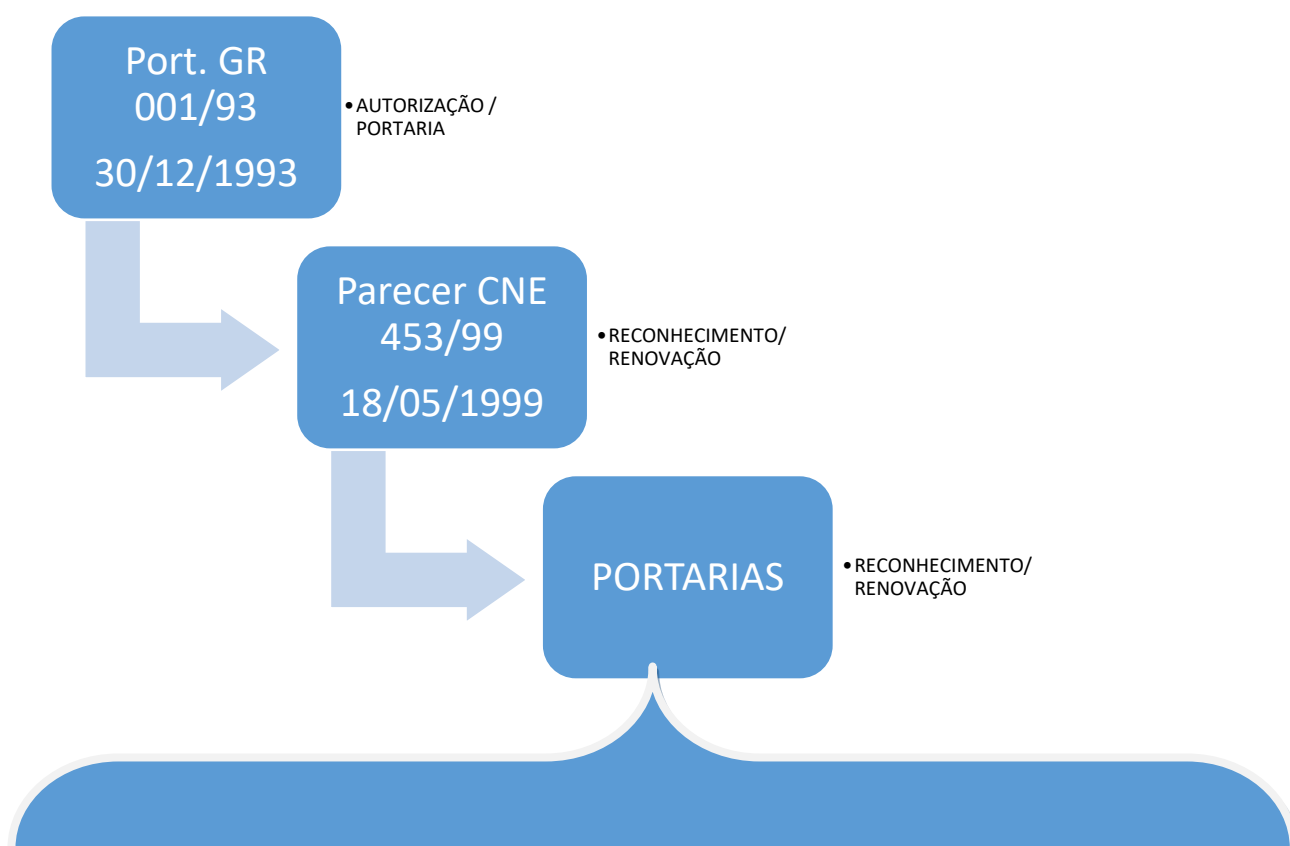 Port. GR
001/93
30/12/1993
•AUTORIZAÇÃO /
PORTARIA
Parecer CNE
453/99
18/05/1999
•RECONHECIMENTO/
RENOVAÇÃO
PORTARIAS
•RECONHECIMENTO/
RENOVAÇÃO